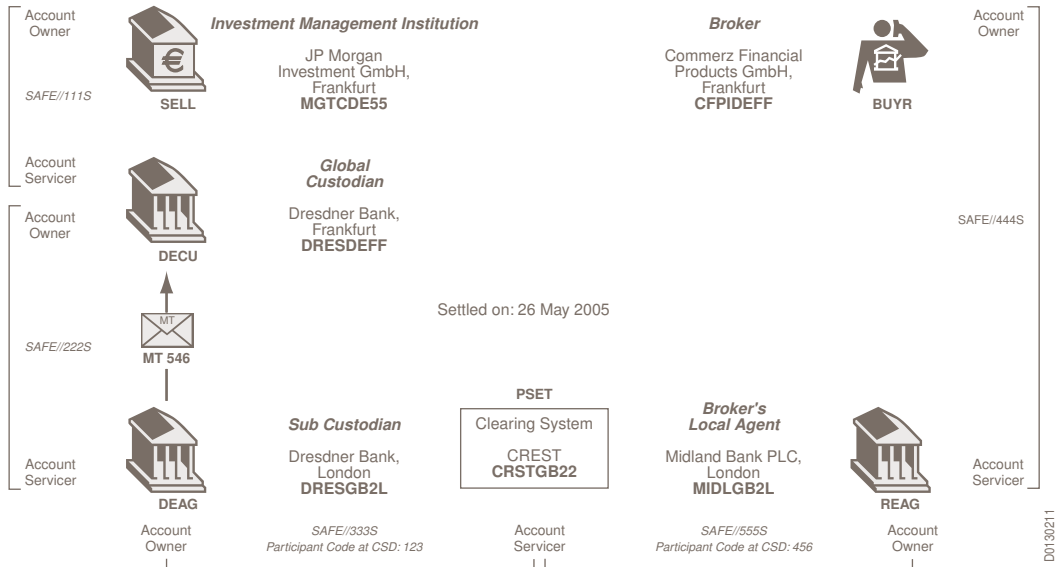 Account
Owner
Investment Management Institution
Broker
Account
Owner
JP Morgan
Investment GmbH,
Frankfurt
MGTCDE55
Commerz Financial
Products GmbH,
Frankfurt
CFPIDEFF
€
SAFE//111S
SELL
BUYR
Account
Servicer
Global
Custodian
Account
Owner
Dresdner Bank,
Frankfurt
DRESDEFF
SAFE//444S
DECU
Settled on: 26 May 2005
MT
SAFE//222S
MT 546
PSET
Sub Custodian
Clearing System
Broker's
Local Agent
Dresdner Bank,
London
DRESGB2L
CREST
CRSTGB22
Midland Bank PLC,
London
MIDLGB2L
Account
Servicer
Account
Servicer
DEAG
REAG
Account
Owner
SAFE//333S
Participant Code at CSD: 123
Account
Servicer
SAFE//555S
Participant Code at CSD: 456
Account
Owner
D0130211